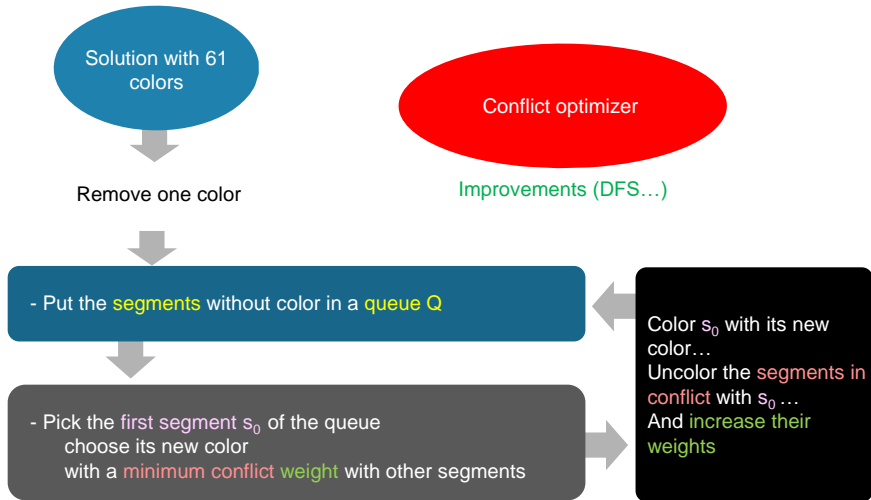 Solution with 61
colors
Conflict optimizer
Improvements (DFS…)
Remove one color
- Put the segments without color in a queue Q
- Pick the first segment s₀ of the queue
choose its new color
with a minimum conflict weight with other segments
Color s₀ with its new
color…
Uncolor the segments in
conflict with s₀ …
And increase their
weights